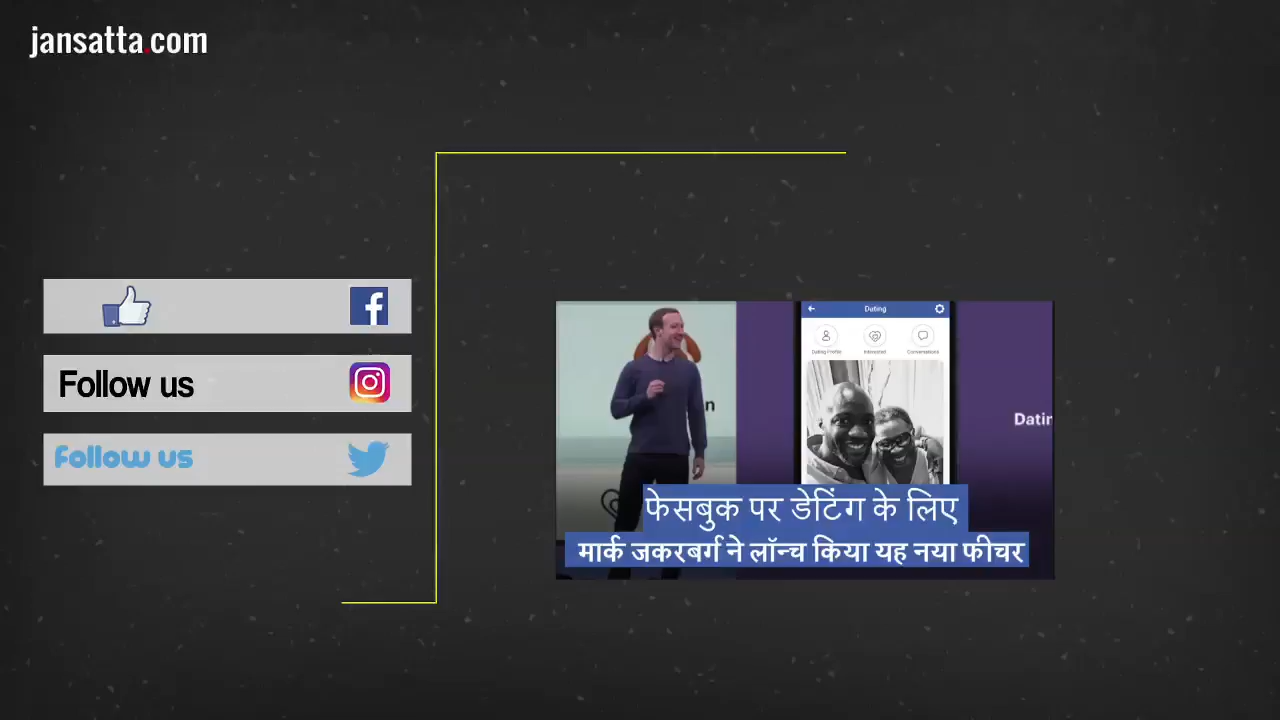 jansatta.com
Follow us
Follow us
Dating
Dating Profile
Interested
Conversations
n
Datin
फेसबुक पर डेटिंग के लिए
मार्क जकरबर्ग ने लॉन्च किया यह नया फीचर